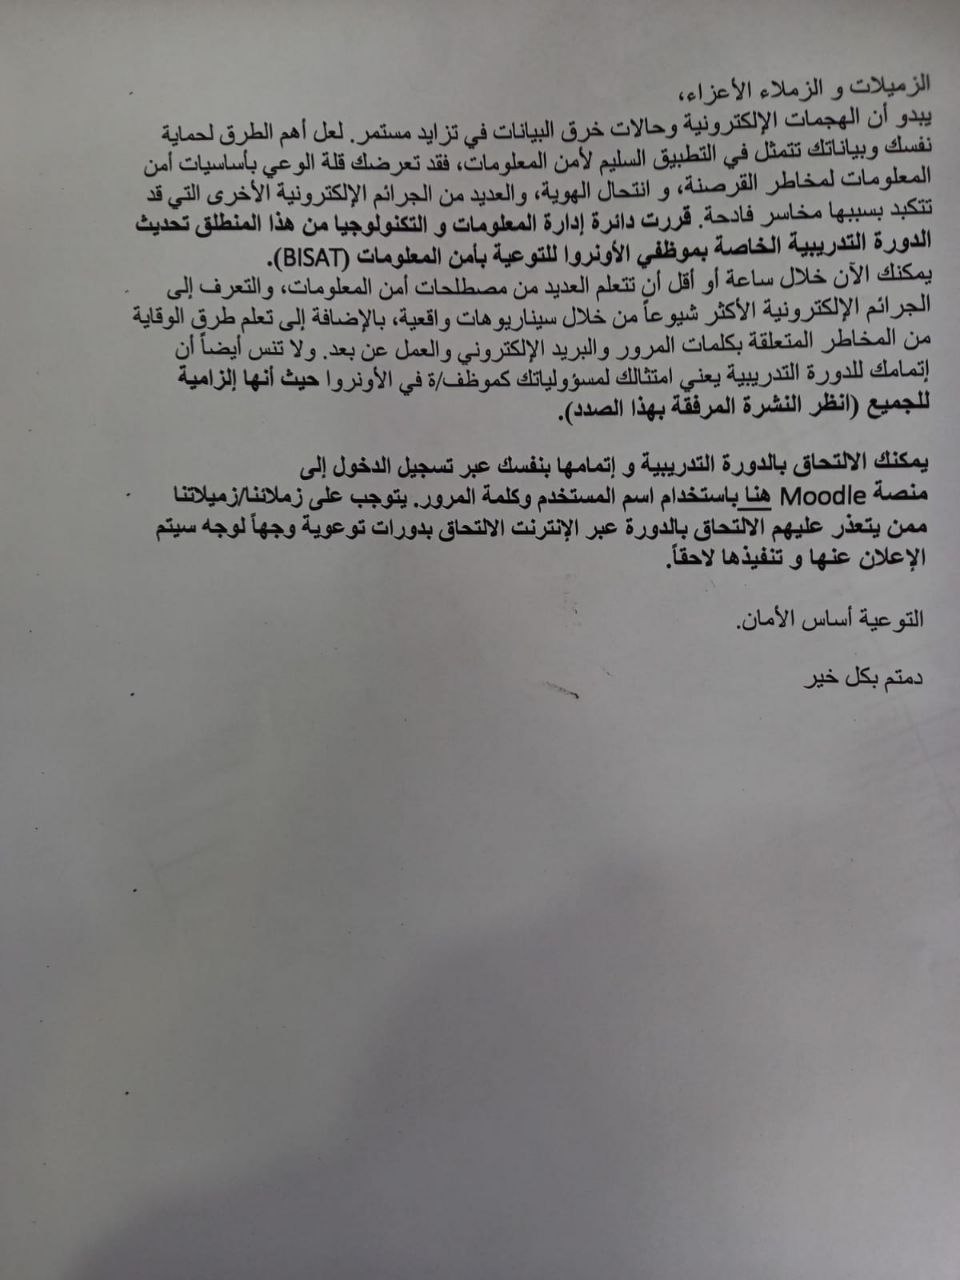 الزميلات و الزملاء الأعزاء،
يبدو أن الهجمات الإلكترونية وحالات خرق البيانات في تزايد مستمر. لعل أهم الطرق لحماية
نفسك وبياناتك تتمثل في التطبيق السليم لأمن المعلومات، فقد تعرضك قلة الوعي بأساسيات أمن
المعلومات لمخاطر القرصنة، و انتحال الهوية، والعديد من الجرائم الإلكترونية الأخرى التي قد
تتكبد بسببها مخاسر فادحة. قررت دائرة إدارة المعلومات و التكنولوجيا من هذا المنطلق تحديث
الدورة التدريبية الخاصة بموظفي الأونروا للتوعية بأمن المعلومات (BISAT).
يمكنك الآن خلال ساعة أو أقل أن تتعلم العديد من مصطلحات أمن المعلومات، والتعرف إلى
الجرائم الإلكترونية الأكثر شيوعاً من خلال سيناريوهات واقعية، بالإضافة إلى تعلم طرق الوقاية
من المخاطر المتعلقة بكلمات المرور والبريد الإلكتروني والعمل عن بعد. ولا تنس أيضاً أن
إتمامك للدورة التدريبية يعني امتثالك لمسؤولياتك كموظف/ة في الأونروا حيث أنها إلزامية
للجميع (انظر النشرة المرفقة بهذا الصدد).
يمكنك الالتحاق بالدورة التدريبية و إتمامها بنفسك عبر تسجيل الدخول إلى
منصة Moodle هنا باستخدام اسم المستخدم وكلمة المرور. يتوجب على زملائنا/زميلاتنا
ممن يتعذر عليهم الالتحاق بالدورة عبر الإنترنت الالتحاق بدورات توعوية وجهاً لوجه سيتم
الإعلان عنها و تنفيذها لاحقاً.
التوعية أساس الأمان.
دمتم بكل خير